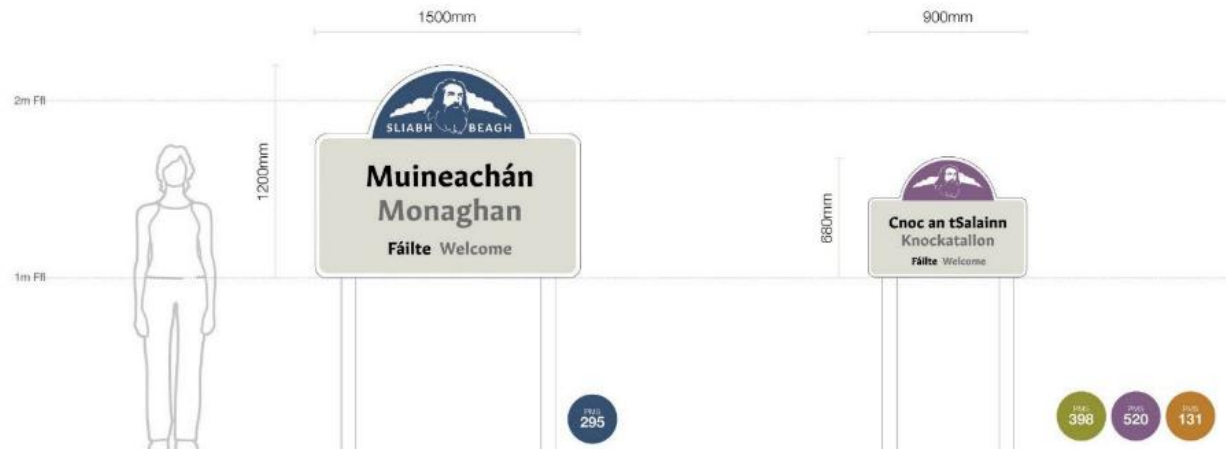 1500mm
900mm
2m Ffl
1200mm
SLIABH BEAGH
Muineachán
Monaghan
Fáilte Welcome
680mm
Cnoc an tSalainn
Knockatallon
Fáilte Welcome
1m Ffl
PMS
295
PMS
398
PMS
520
PMS
131